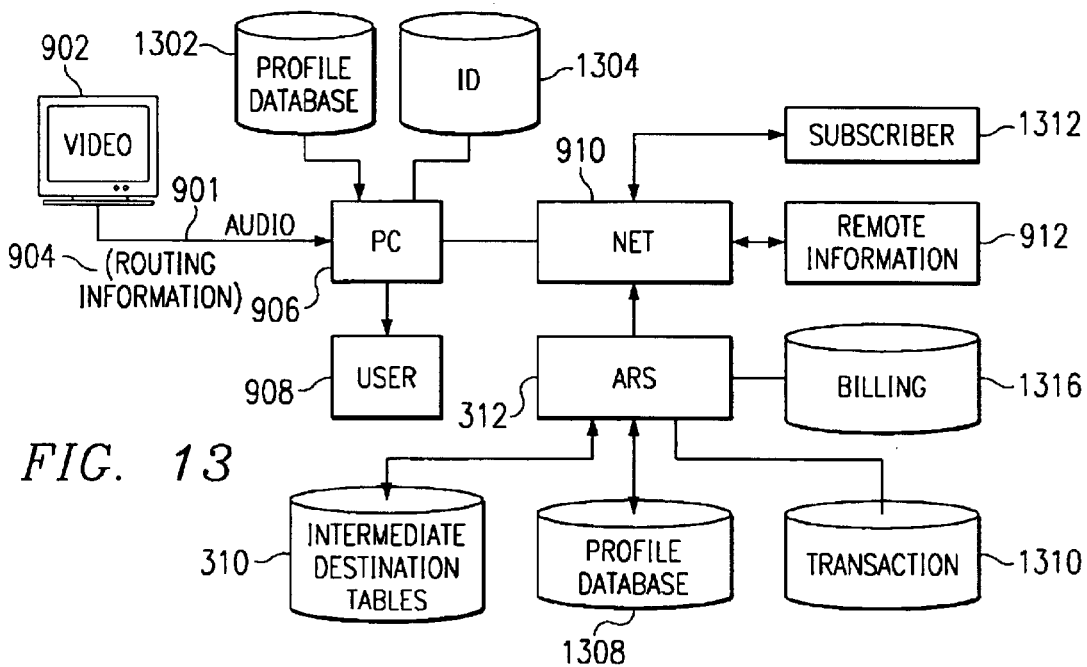 1302
902
PROFILE
DATABASE
ID
1304
VIDEO
910
SUBSCRIBER
1312
901
AUDIO
PC
NET
REMOTE
INFORMATION
912
904
(ROUTING
INFORMATION)
906
USER
908
ARS
312
BILLING
1316
FIG. 13
INTERMEDIATE
DESTINATION
TABLES
310
PROFILE
DATABASE
1308
TRANSACTION
1310